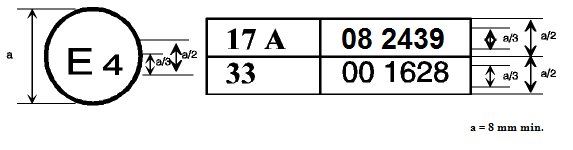 a
E 4
a/3
a/2
17 A 08 2439
a/3
a/2
33 00 1628
a/3
a/2
a = 8 mm min.